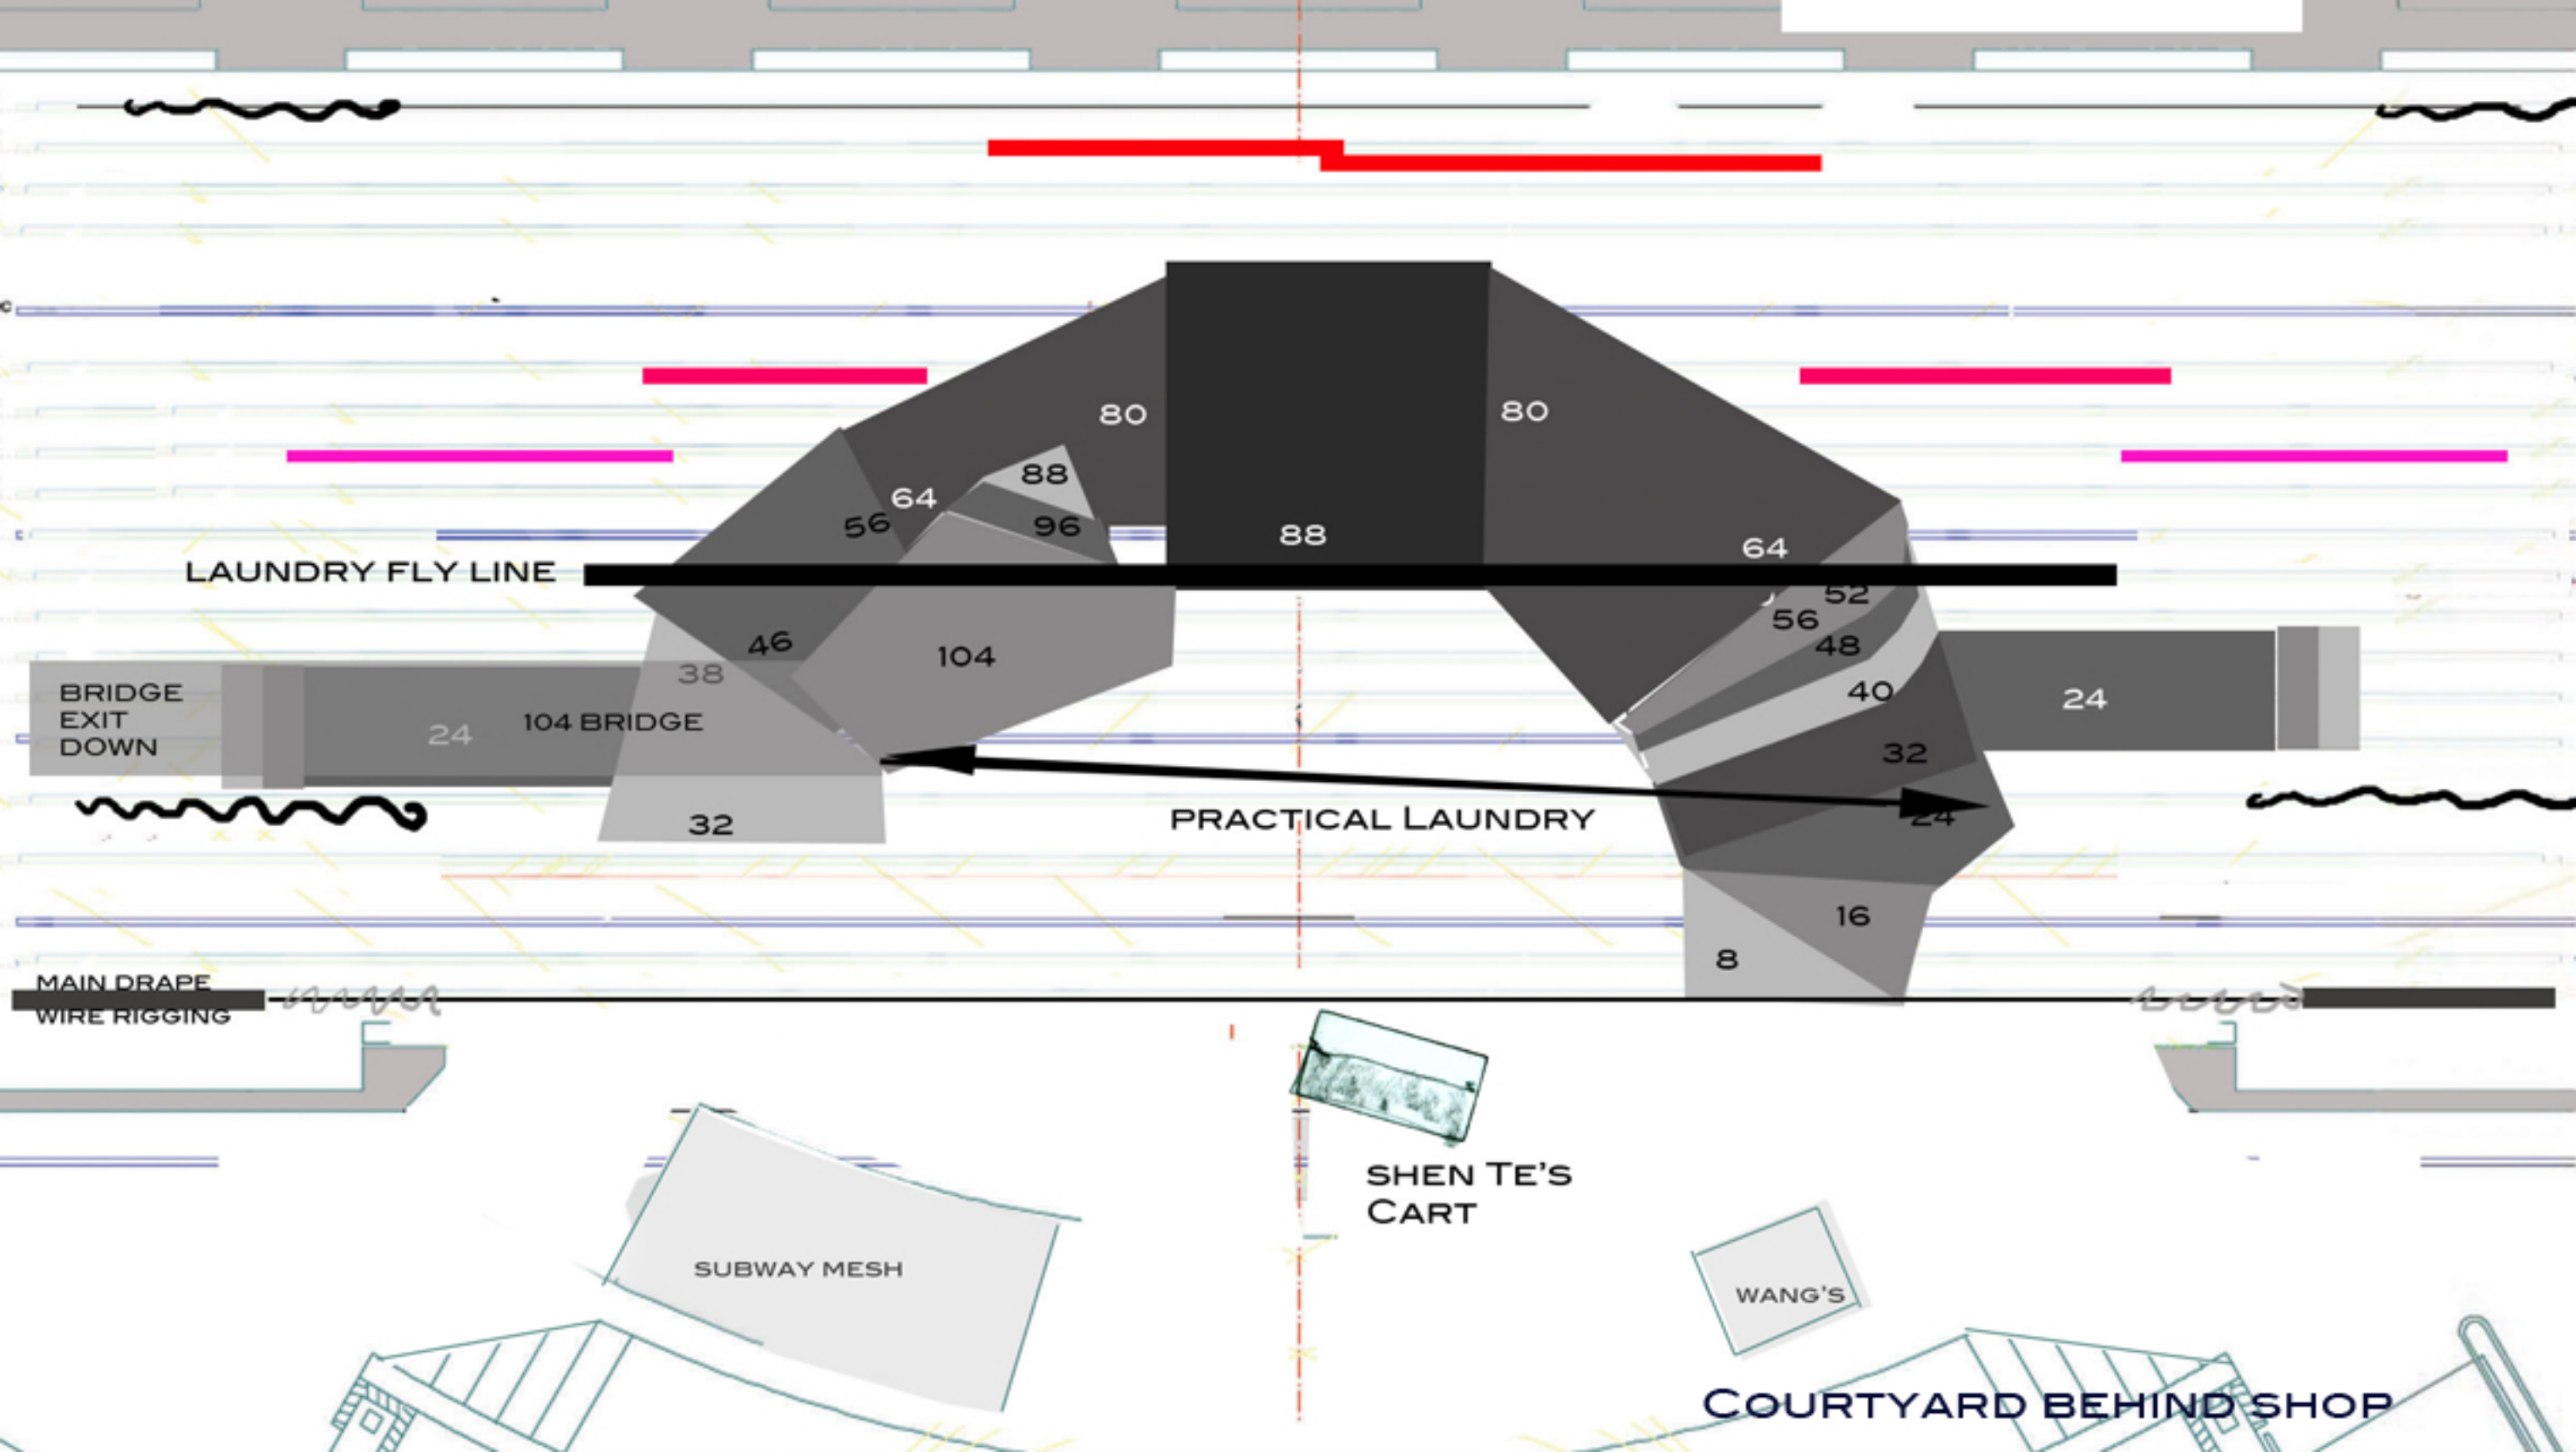 80
80
88
64
56
96
88
64
LAUNDRY FLY LINE
52
56
46
48
104
38
40
BRIDGE
EXIT
DOWN
24
104 BRIDGE
24
32
32
PRACTICAL LAUNDRY
24
16
8
MAIN DRAPE
WIRE RIGGING
SHEN TE'S
CART
SUBWAY MESH
WANG'S
COURTYARD BEHIND SHOP